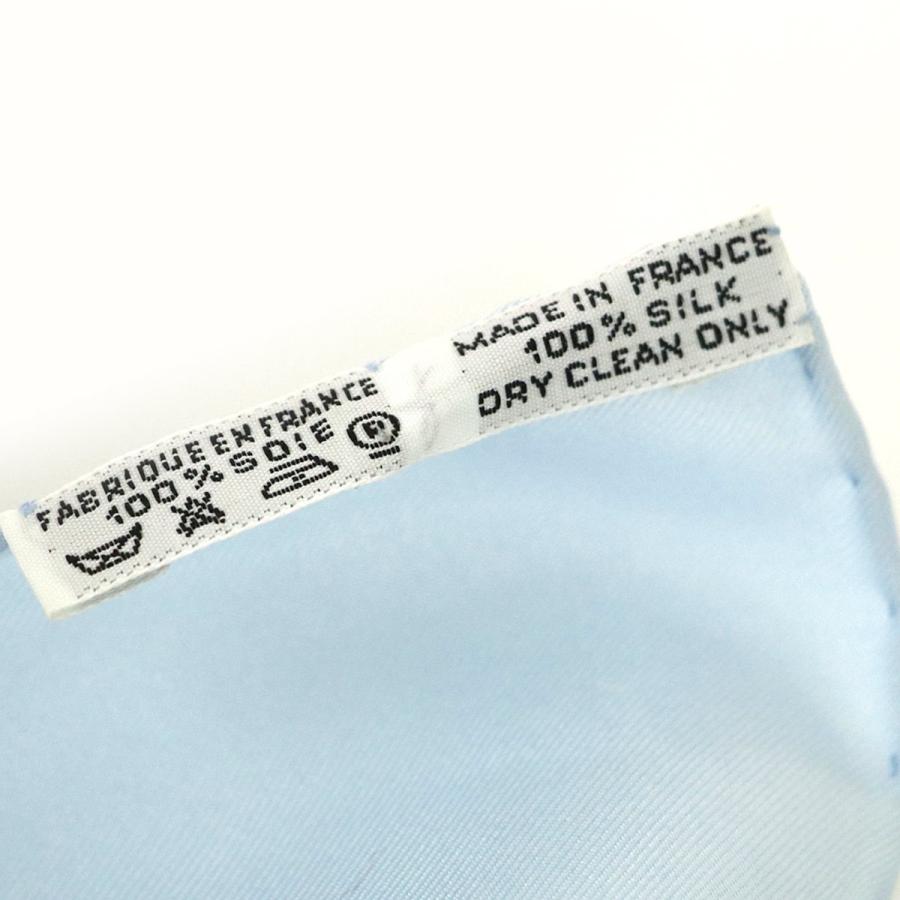 FABRIQUE EN FRANCE
100% SOIE
P
MADE IN FRANCE
100% SILK
DRY CLEAN ONLY